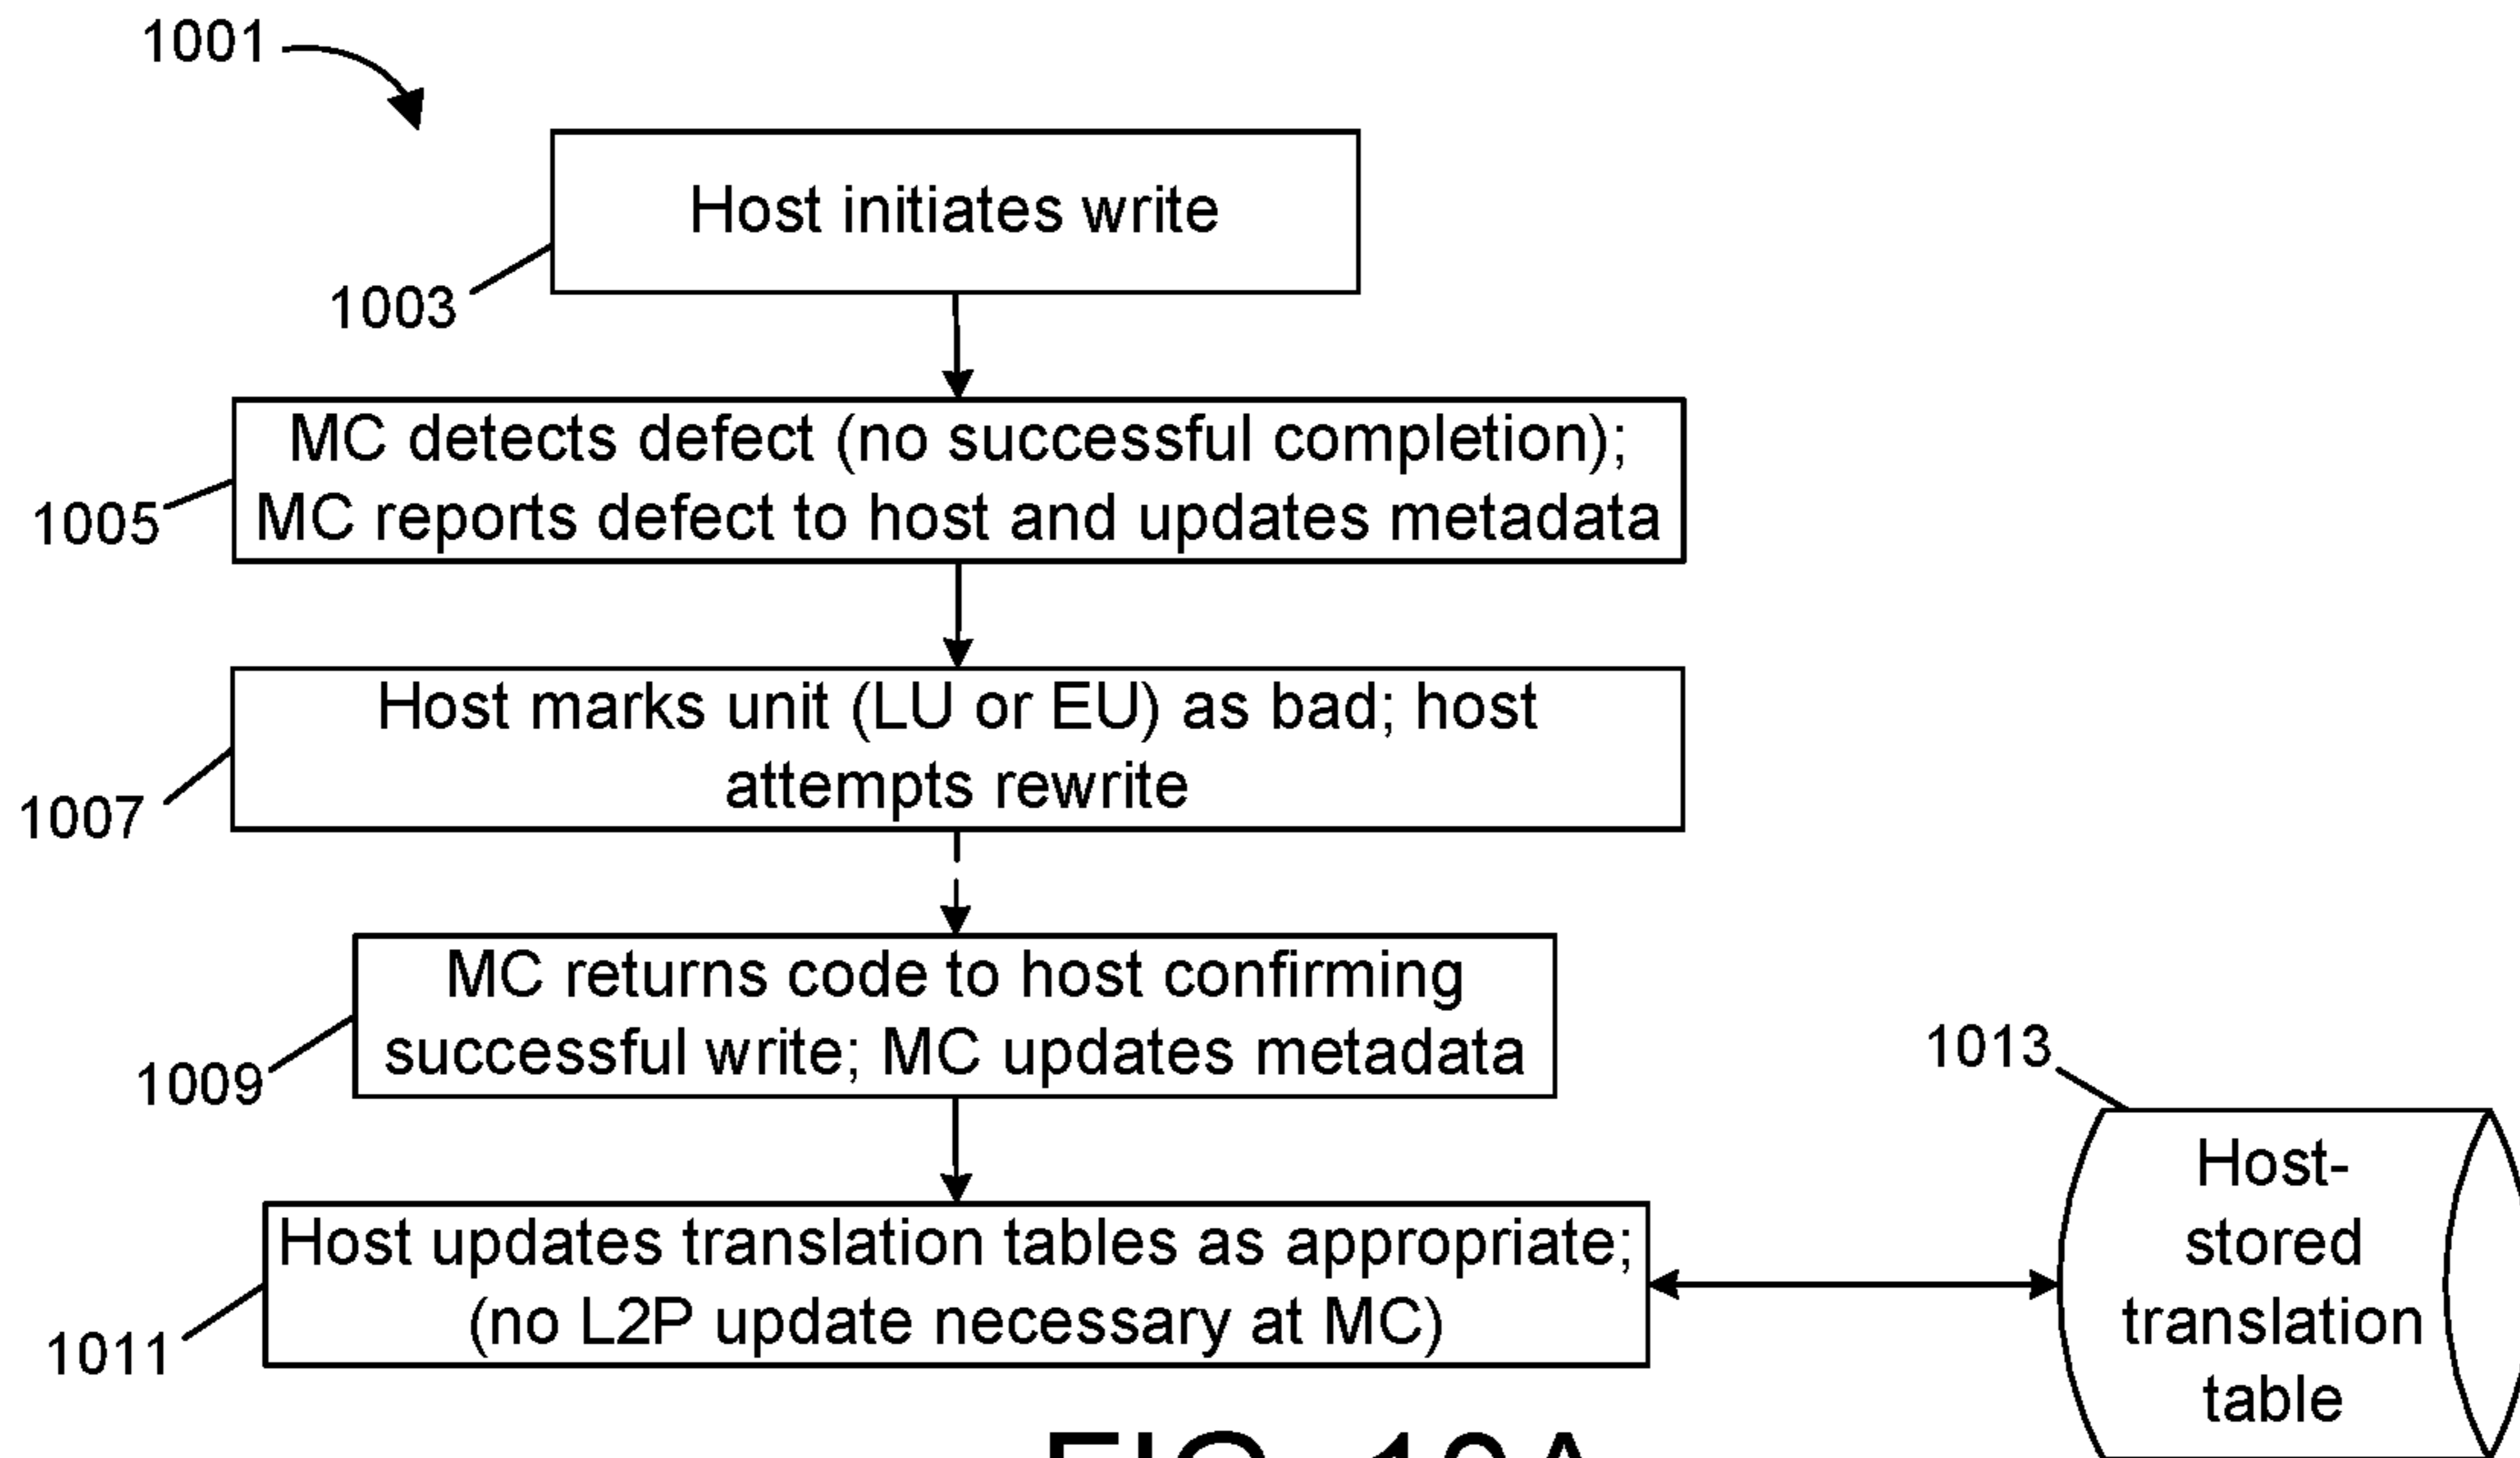 1001
Host initiates write
1003
MC detects defect (no successful completion);
MC reports defect to host and updates metadata
1005
Host marks unit (LU or EU) as bad; host
attempts rewrite
1007
MC returns code to host confirming
successful write; MC updates metadata
1009
1013
Host-
stored
translation
table
Host updates translation tables as appropriate;
(no L2P update necessary at MC)
1011